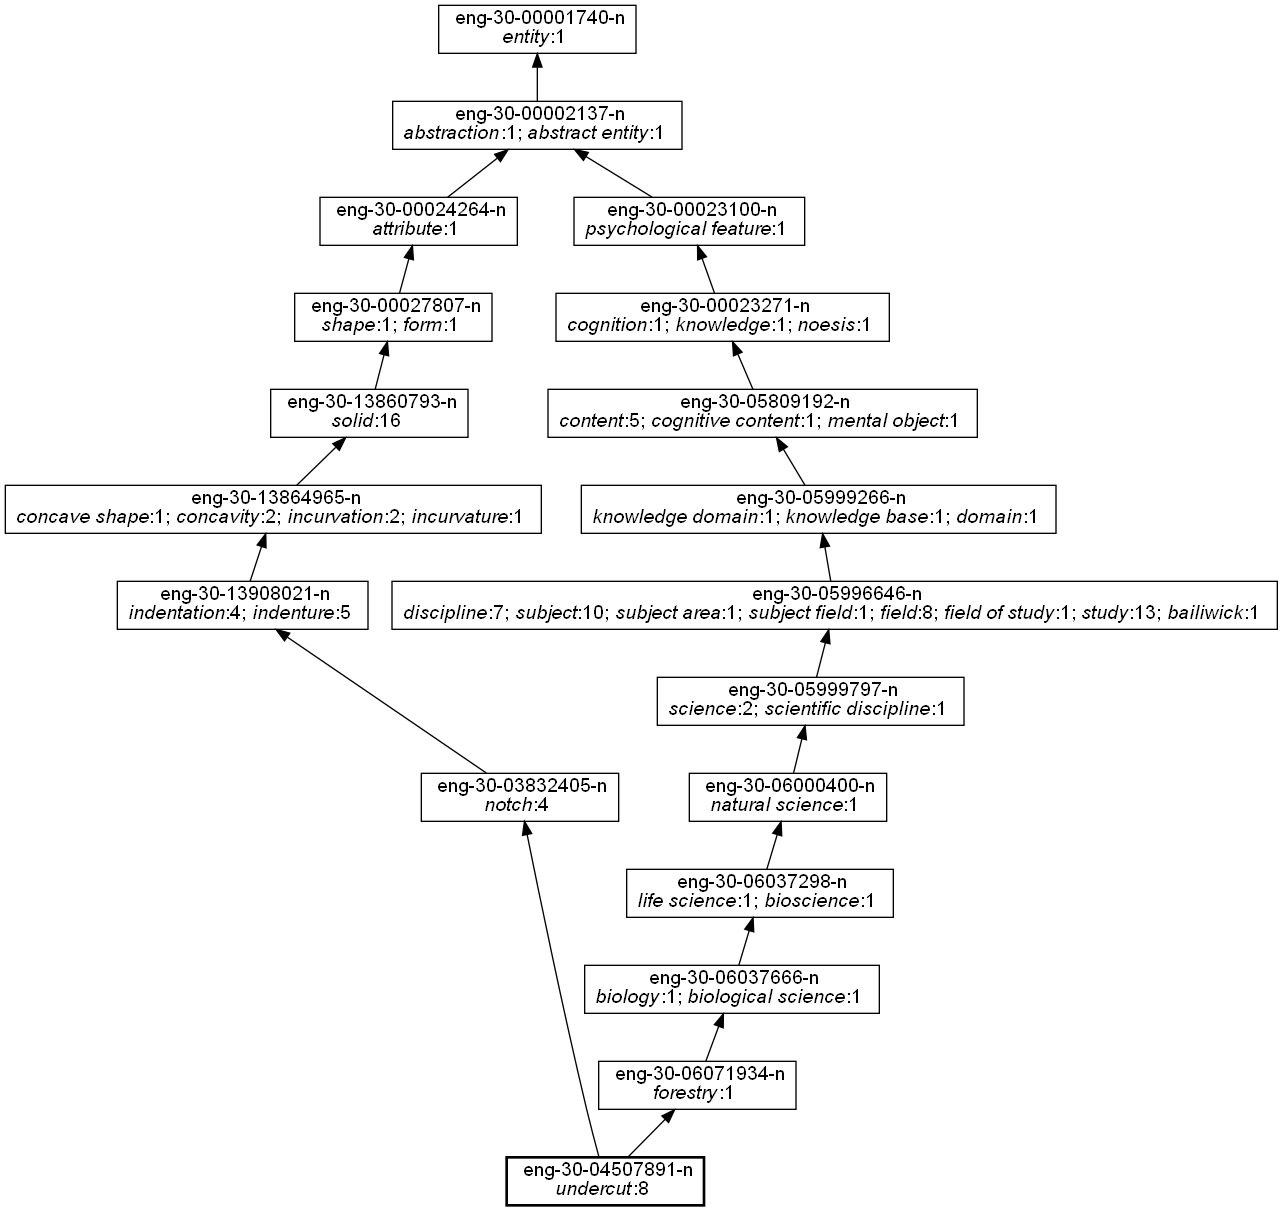 eng-30-00001740-n
entity:1
eng-30-00002137-n
abstraction:1; abstract entity:1
eng-30-00024264-n
attribute:1
eng-30-00023100-n
psychological feature:1
eng-30-00027807-n
shape:1; form:1
eng-30-00023271-n
cognition:1; knowledge:1; noesis:1
eng-30-13860793-n
solid:16
eng-30-05809192-n
content:5; cognitive content:1; mental object:1
eng-30-13864965-n
concave shape:1; concavity:2; incurvation:2; incurvature:1
eng-30-05999266-n
knowledge domain:1; knowledge base:1; domain:1
eng-30-13908021-n
indentation:4; indenture:5
eng-30-05996646-n
discipline:7; subject:10; subject area:1; subject field:1; field:8; field of study:1; study:13; bailiwick:1
eng-30-05999797-n
science:2; scientific discipline:1
eng-30-03832405-n
notch:4
eng-30-06000400-n
natural science:1
eng-30-06037298-n
life science:1; bioscience:1
eng-30-06037666-n
biology:1; biological science:1
eng-30-06071934-n
forestry:1
eng-30-04507891-n
undercut:8